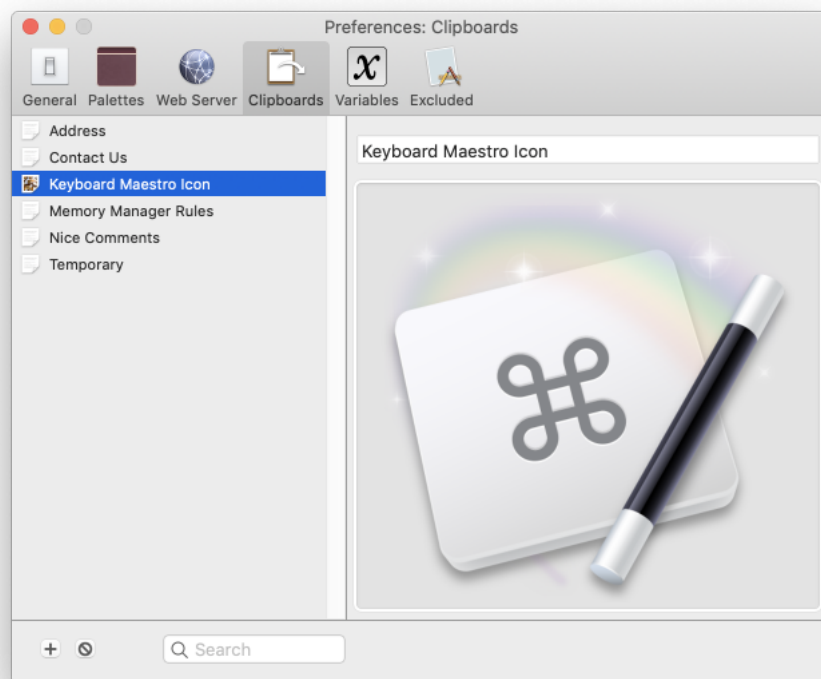 Preferences: Clipboards
General Palettes Web Server Clipboards Variables Excluded
Address
Contact Us
Keyboard Maestro Icon
Memory Manager Rules
Nice Comments
Temporary
Keyboard Maestro Icon
Search